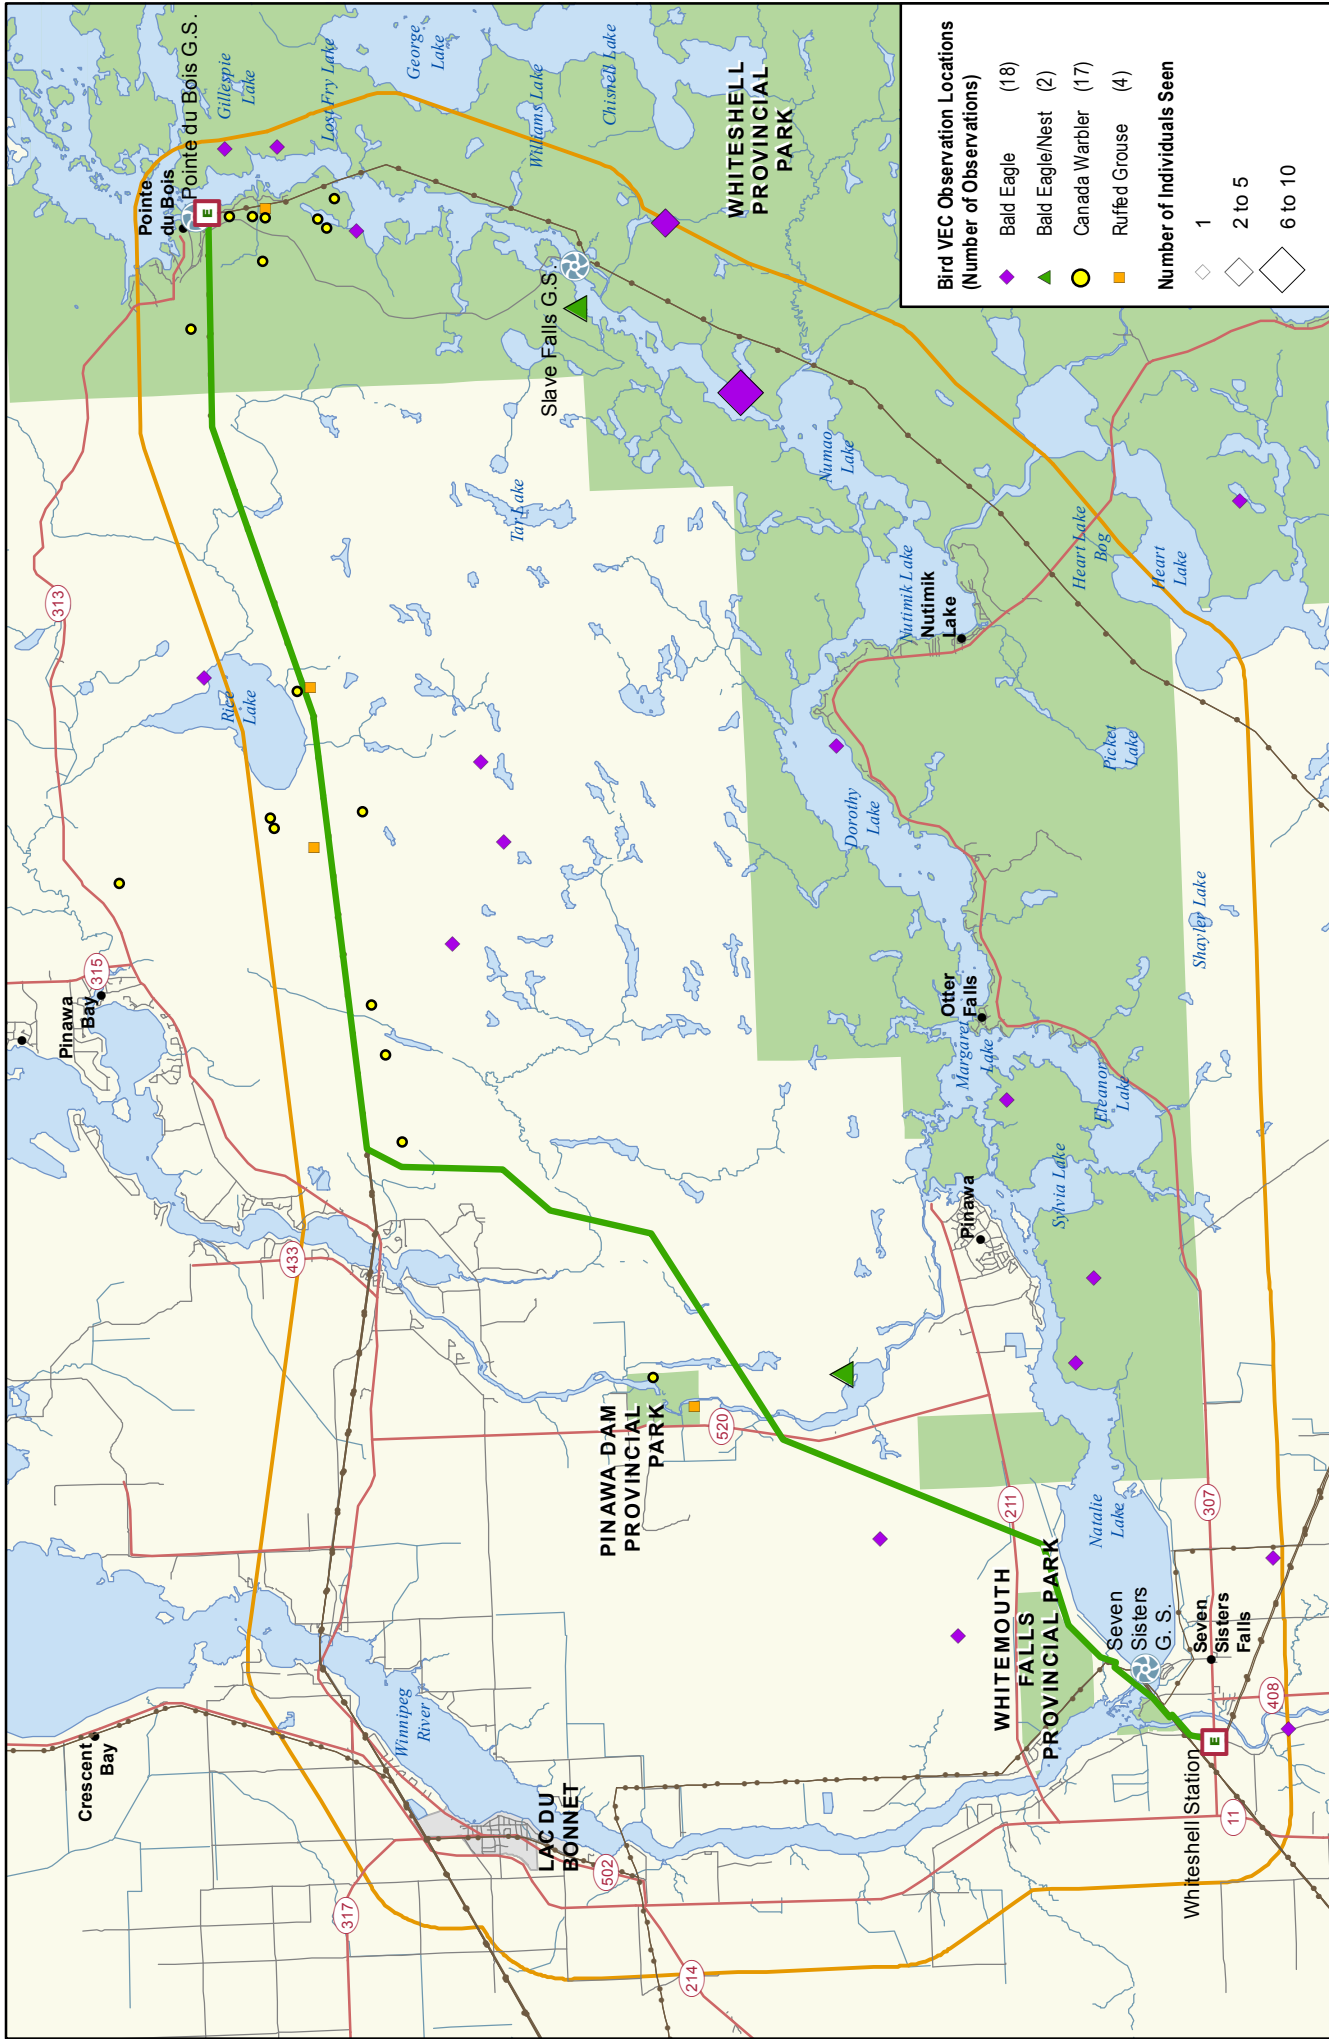 Crescent
Bay
317
Winnipeg
River
LAC DU
BONNET
502
214
Pinawa
Bay
315
433
313
Rice
Lake
Pointe
du Bois
Pointe du Bois G.S.
E
Gillespie
Lake
Lost Fry Lake
George
Lake
Williams Lake
Chisnell Lake
Slave Falls G.S.
Tar Lake
WHITESHELL
PROVINCIAL
PARK
Numao
Lake
Nutimik Lake
Nutimik
Lake
Dorothy
Lake
Heart Lake
Bog
Heart
Lake
Picket
Lake
Shayler Lake
Otter
Falls
Margaret
Lake
Eleanor
Lake
Sylvia Lake
Pinawa
PINAWA DAM
PROVINCIAL
PARK
520
211
Natalie
Lake
307
WHITEMOUTH
FALLS
PROVINCIAL PARK
Seven
Sisters
G. S.
Seven
Sisters
Falls
408
Whiteshell Station
E
11
Bird VEC Observation Locations
(Number of Observations)
Bald Eagle (18)
Bald Eagle/Nest (2)
Canada Warbler (17)
Ruffed Grouse (4)
Number of Individuals Seen
1
2 to 5
6 to 10